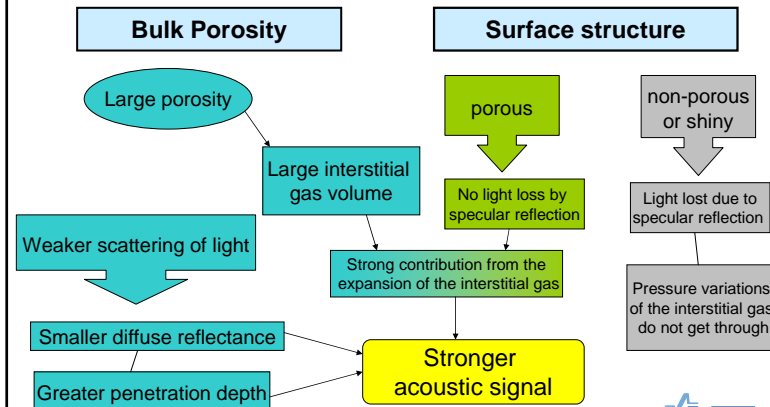 Bulk Porosity
Surface structure
Large porosity
porous
non-porous
or shiny
Large interstitial
gas volume
No light loss by
specular reflection
Light lost due to
specular reflection
Weaker scattering of light
Strong contribution from the
expansion of the interstitial gas
Pressure variations
of the interstitial gas
do not get through
Smaller diffuse reflectance
Stronger
acoustic signal
Greater penetration depth